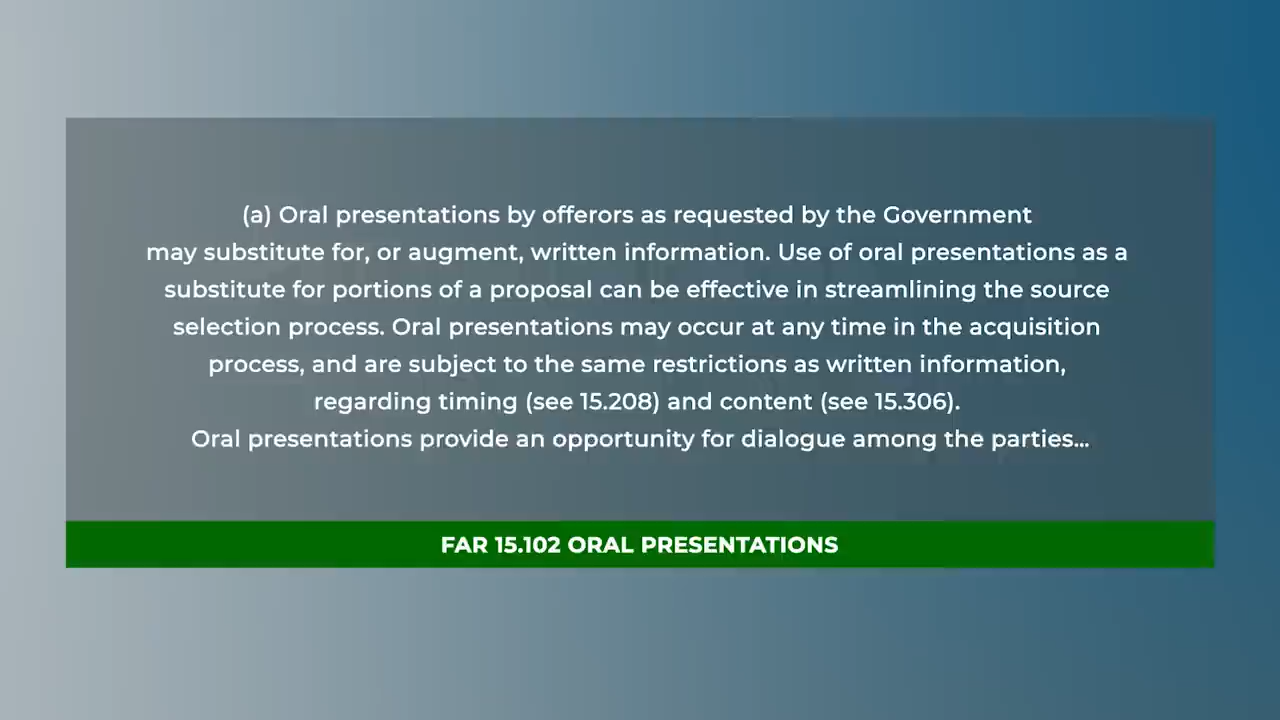 (a) Oral presentations by offerors as requested by the Government
may substitute for, or augment, written information. Use of oral presentations as a
substitute for portions of a proposal can be effective in streamlining the source
selection process. Oral presentations may occur at any time in the acquisition
process, and are subject to the same restrictions as written information,
regarding timing (see 15.208) and content (see 15.306).
Oral presentations provide an opportunity for dialogue among the parties...
FAR 15.102 ORAL PRESENTATIONS